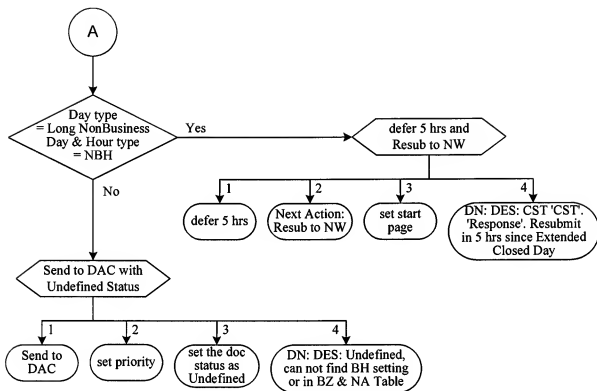 A
Day type
= Long NonBusiness
Day & Hour type
= NBH
Yes
defer 5 hrs and
Resub to NW
No
1
2
3
4
defer 5 hrs
Next Action:
Resub to NW
set start
page
DN: DES: CST 'CST'.
'Response'. Resubmit
in 5 hrs since Extended
Closed Day
Send to DAC with
Undefined Status
1
2
3
4
Send to
DAC
set priority
set the doc
status as
Undefined
DN: DES: Undefined,
can not find BH setting
or in BZ & NA Table